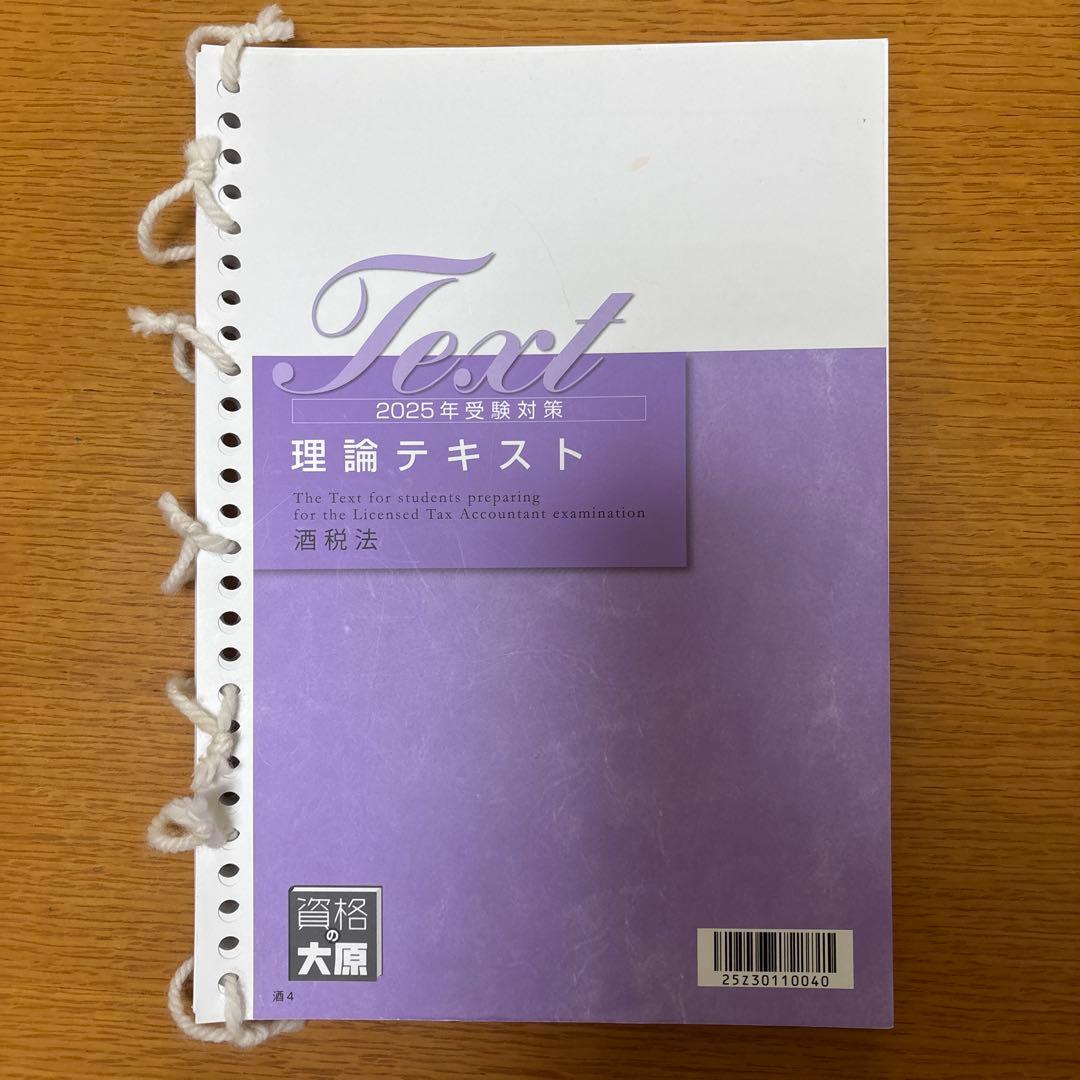 Text
2025年受験対策
理論テキスト
The Text for students preparing
for the Licensed Tax Accountant examination
酒税法
資格
の
大原
25Z30110040
酒4